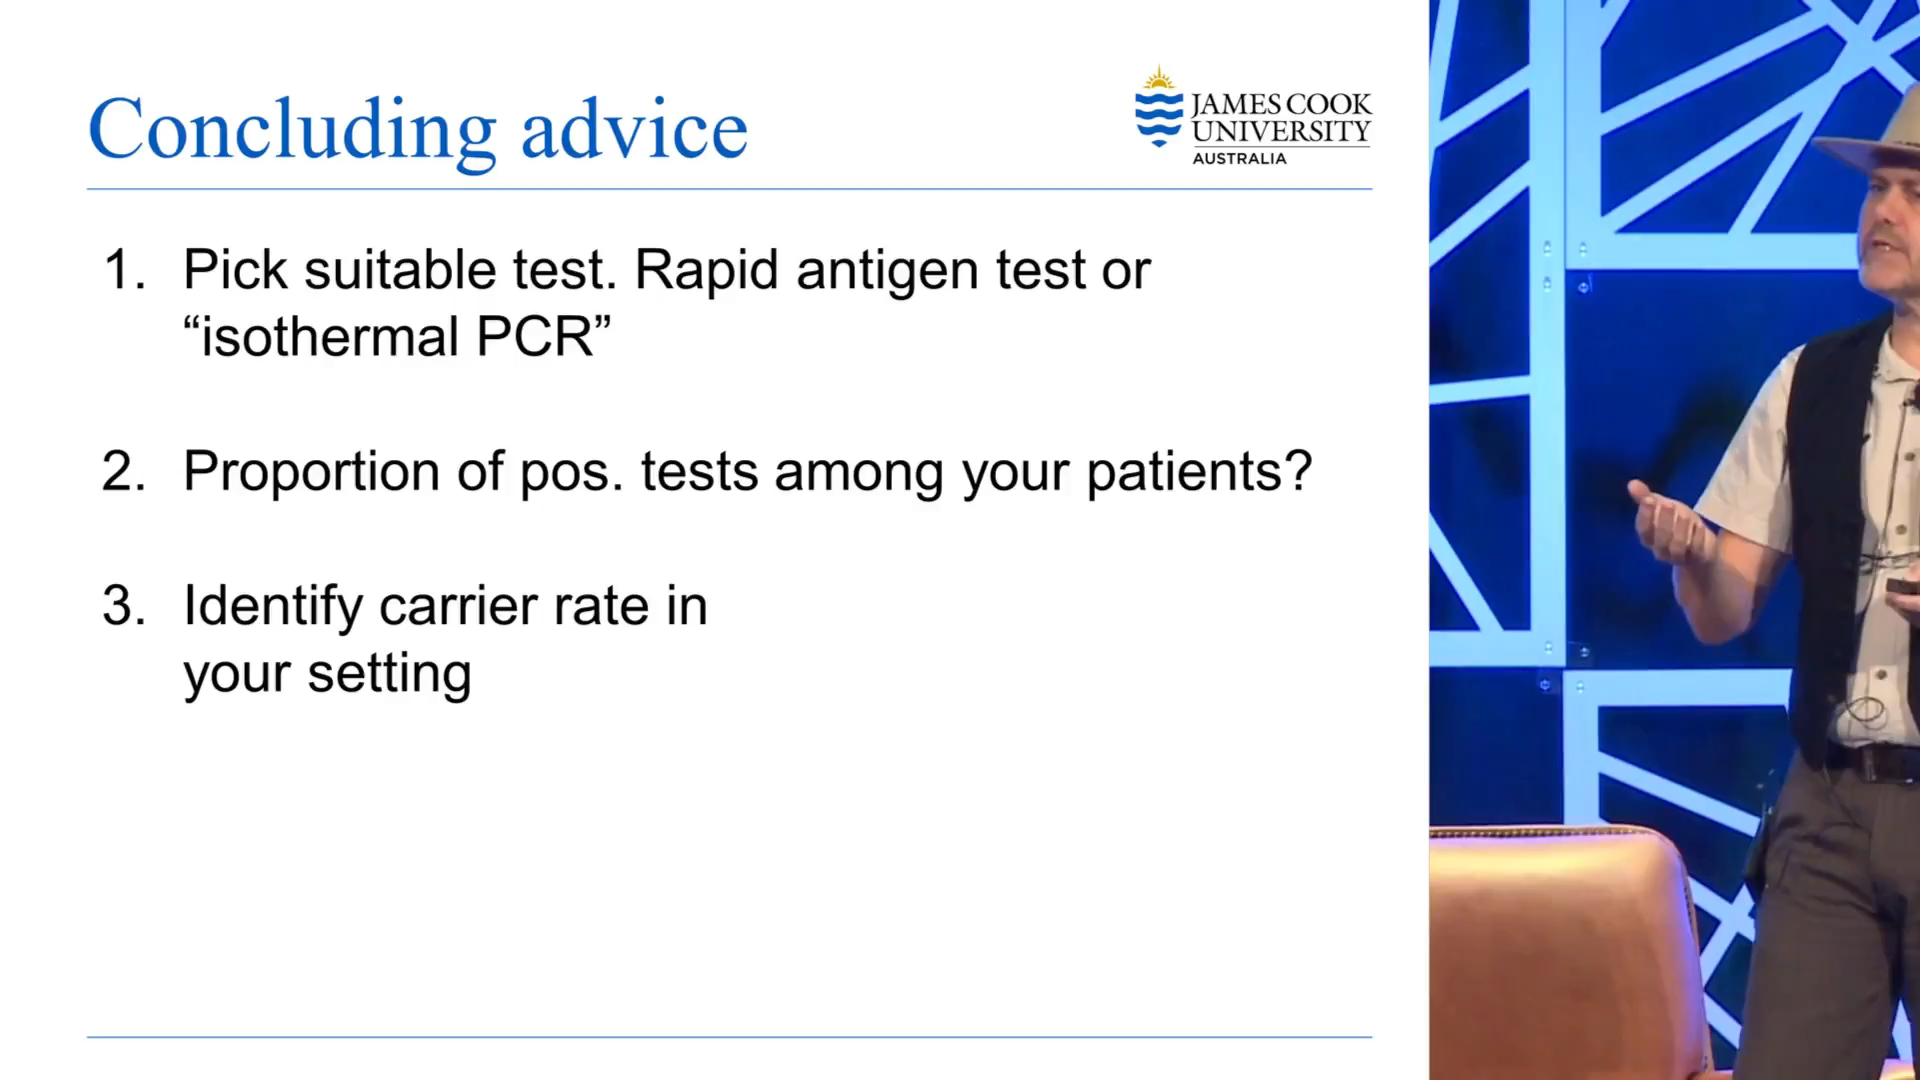 Concluding advice
JAMES COOK
UNIVERSITY
AUSTRALIA
1. Pick suitable test. Rapid antigen test or
“isothermal PCR”
2. Proportion of pos. tests among your patients?
3. Identify carrier rate in
your setting